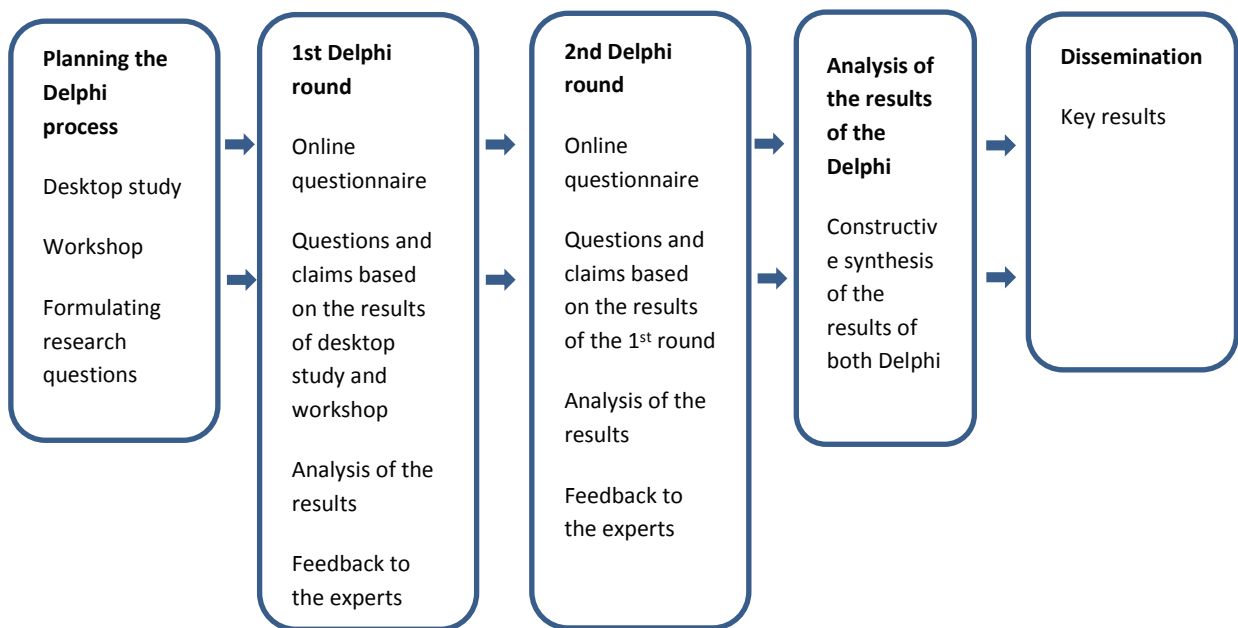 Planning the
Delphi
process
Desktop study
Workshop
Formulating
research
questions
1st Delphi
round
Online
questionnaire
Questions and
claims based
on the results
of desktop
study and
workshop
Analysis of the
results
Feedback to
the experts
2nd Delphi
round
Online
questionnaire
Questions and
claims based
on the results
of the 1st round
Analysis of the
results
Feedback to
the experts
Analysis of
the results
of the
Delphi
Constructiv
e synthesis
of the
results of
both Delphi
Dissemination
Key results